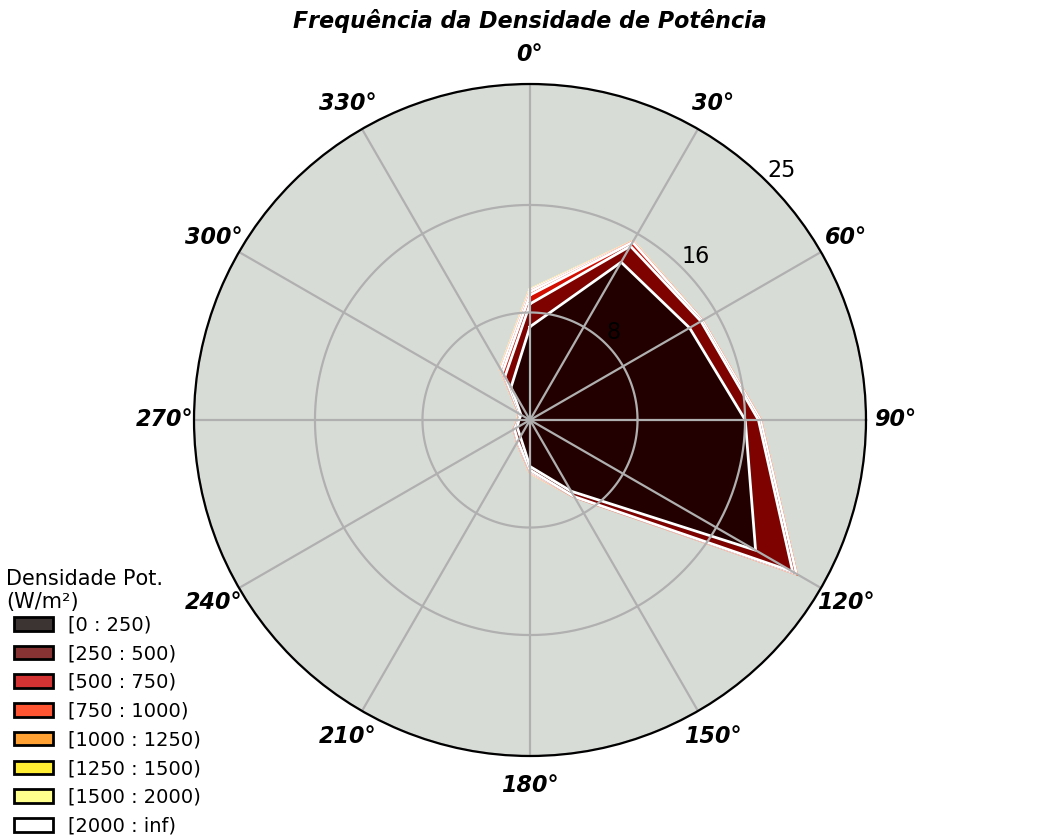 Frequência da Densidade de Potência
0°
330°
30°
25
300°
60°
16
8
270°
90°
240°
120°
210°
150°
180°
Densidade Pot.
(W/m²)
[0 : 250)
[250 : 500)
[500 : 750)
[750 : 1000)
[1000 : 1250)
[1250 : 1500)
[1500 : 2000)
[2000 : inf)